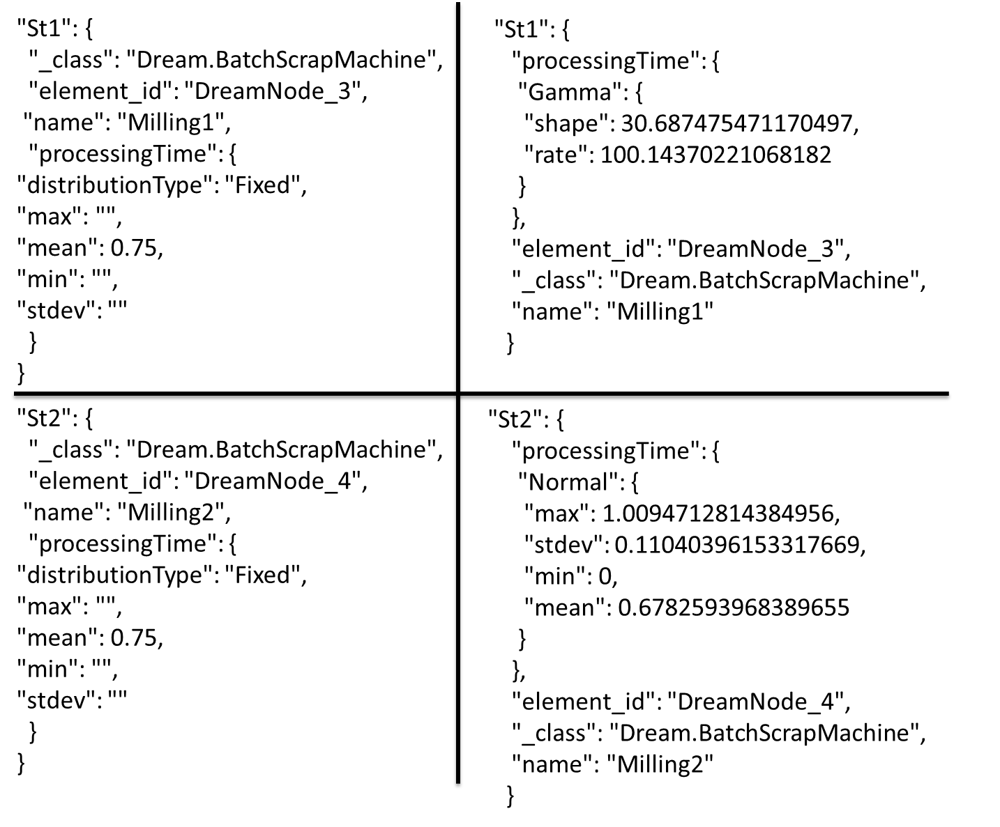 "St1": {
"_class": "Dream.BatchScrapMachine",
"element_id": "DreamNode_3",
"name": "Milling1",
"processingTime": {
"distributionType": "Fixed",
"max": "",
"mean": 0.75,
"min": "",
"stdev": ""
}
}
"St1": {
"processingTime": {
"Gamma": {
"shape": 30.687475471170497,
"rate": 100.14370221068182
}
},
"element_id": "DreamNode_3",
"_class": "Dream.BatchScrapMachine",
"name": "Milling1"
}
"St2": {
"_class": "Dream.BatchScrapMachine",
"element_id": "DreamNode_4",
"name": "Milling2",
"processingTime": {
"distributionType": "Fixed",
"max": "",
"mean": 0.75,
"min": "",
"stdev": ""
}
}
"St2": {
"processingTime": {
"Normal": {
"max": 1.0094712814384956,
"stdev": 0.11040396153317669,
"min": 0,
"mean": 0.6782593968389655
}
},
"element_id": "DreamNode_4",
"_class": "Dream.BatchScrapMachine",
"name": "Milling2"
}